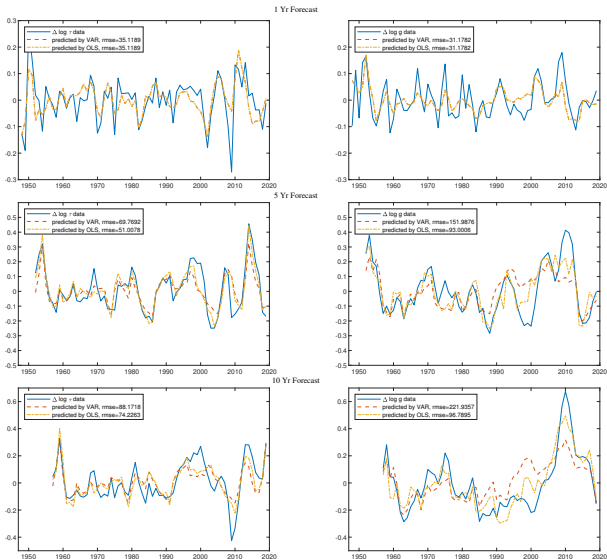 1 Yr Forecast
0.3
0.2
0.1
0
-0.1
-0.2
-0.3
Δ log τ data
predicted by VAR, rmse=35.1189
predicted by OLS, rmse=35.1189
1950 1960 1970 1980 1990 2000 2010 2020
0.3
0.2
0.1
0
-0.1
-0.2
-0.3
Δ log g data
predicted by VAR, rmse=31.1782
predicted by OLS, rmse=31.1782
1950 1960 1970 1980 1990 2000 2010 2020
5 Yr Forecast
0.6
0.5
0.4
0.3
0.2
0.1
0
-0.1
-0.2
-0.3
-0.4
-0.5
Δ log τ data
predicted by VAR, rmse=69.7692
predicted by OLS, rmse=51.0078
1950 1960 1970 1980 1990 2000 2010 2020
0.6
0.5
0.4
0.3
0.2
0.1
0
-0.1
-0.2
-0.3
-0.4
-0.5
Δ log g data
predicted by VAR, rmse=151.9876
predicted by OLS, rmse=93.0006
1950 1960 1970 1980 1990 2000 2010 2020
10 Yr Forecast
0.6
0.4
0.2
0
-0.2
-0.4
Δ log τ data
predicted by VAR, rmse=88.1718
predicted by OLS, rmse=74.2263
1950 1960 1970 1980 1990 2000 2010 2020
0.6
0.4
0.2
0
-0.2
-0.4
Δ log g data
predicted by VAR, rmse=221.9357
predicted by OLS, rmse=96.7895
1950 1960 1970 1980 1990 2000 2010 2020